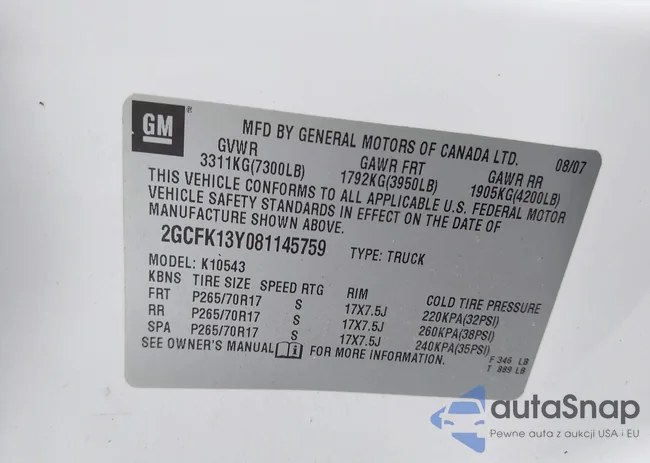 GM
MFD BY GENERAL MOTORS OF CANADA LTD. 08/07
GVWR GAWR FRT GAWR RR
3311KG(7300LB) 1792KG(3950LB) 1905KG(4200LB)
THIS VEHICLE CONFORMS TO ALL APPLICABLE U.S. FEDERAL MOTOR
VEHICLE SAFETY STANDARDS IN EFFECT ON THE DATE OF
MANUFACTURE SHOWN ABOVE.
2GCFK13Y081145759 TYPE: TRUCK
MODEL: K10543
KBNS TIRE SIZE SPEED RTG RIM COLD TIRE PRESSURE
FRT P265/70R17 S 17X7.5J 220KPA(32PSI)
RR P265/70R17 S 17X7.5J 260KPA(38PSI)
SPA P265/70R17 S 17X7.5J 240KPA(35PSI)
SEE OWNER'S MANUAL FOR MORE INFORMATION.
F 346 LB
T 889 LB
autaSnap
Pewne auta z aukcji USA i EU